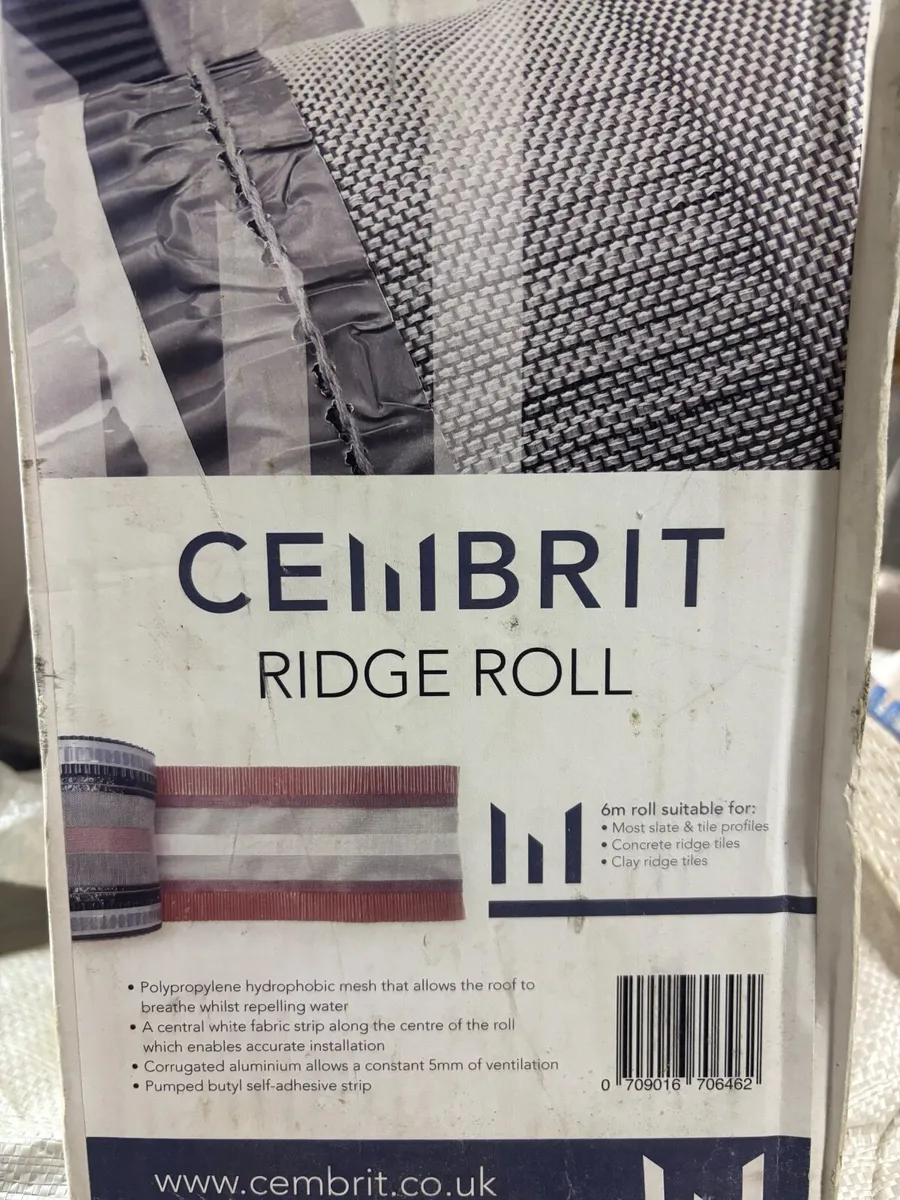 CEMBRIT
RIDGE ROLL
6m roll suitable for:
• Most slate & tile profiles
• Concrete ridge tiles
• Clay ridge tiles
• Polypropylene hydrophobic mesh that allows the roof to
breathe whilst repelling water
• A central white fabric strip along the centre of the roll
which enables accurate installation
• Corrugated aluminium allows a constant 5mm of ventilation
• Pumped butyl self-adhesive strip
0 709016 706462
www.cembrit.co.uk